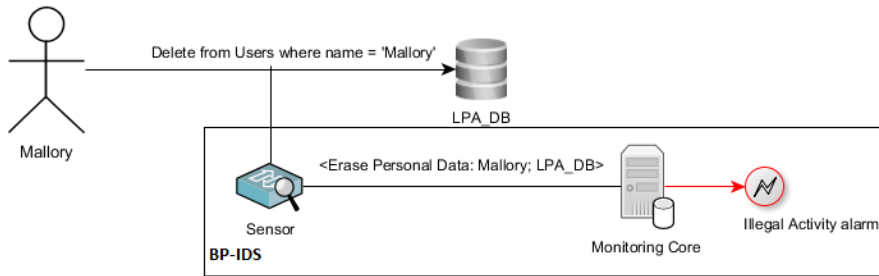 Delete from Users where name = 'Mallory'
LPA_DB
Mallory
<Erase Personal Data: Mallory; LPA_DB>
Sensor
Monitoring Core
Illegal Activity alarm
BP-IDS